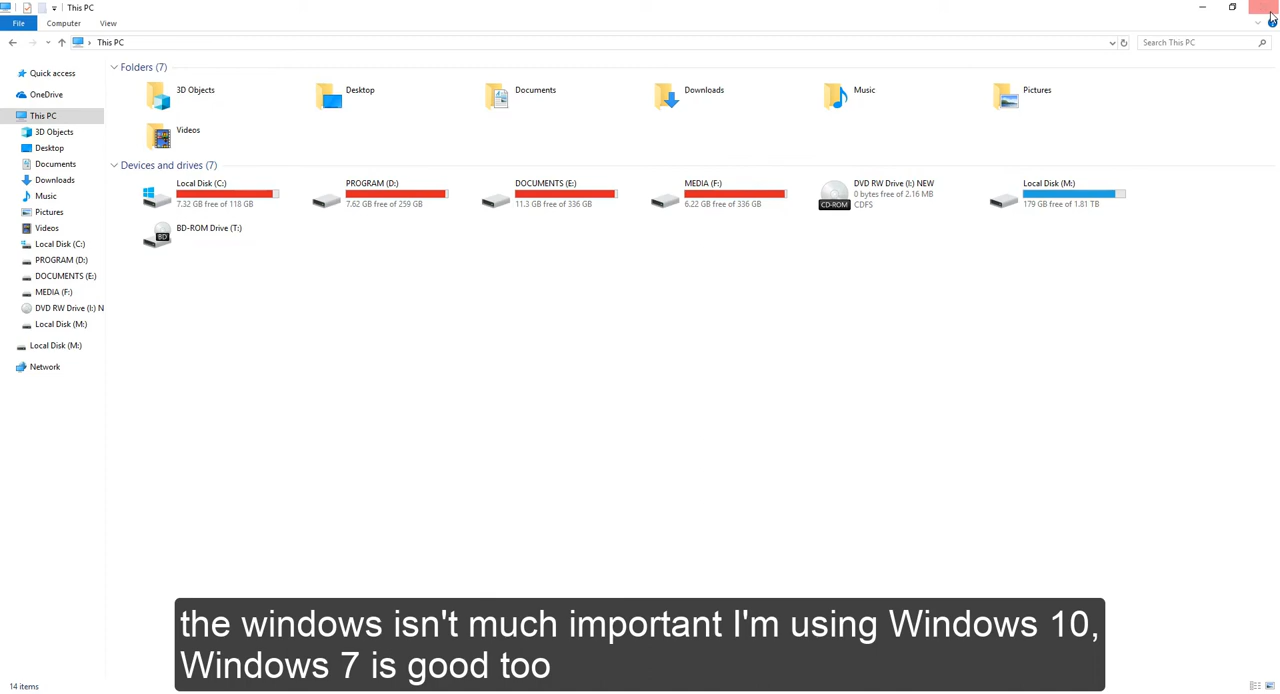 This PC
File Computer View
This PC
Search This PC
Quick access
OneDrive
This PC
3D Objects
Desktop
Documents
Downloads
Music
Pictures
Videos
Local Disk (C:)
PROGRAM (D:)
DOCUMENTS (E:)
MEDIA (F:)
DVD RW Drive (I:) N
Local Disk (M:)
Local Disk (M:)
Network
Folders (7)
3D Objects
Desktop
Documents
Downloads
Music
Pictures
Videos
Devices and drives (7)
Local Disk (C:)
7.32 GB free of 118 GB
PROGRAM (D:)
7.62 GB free of 259 GB
DOCUMENTS (E:)
11.3 GB free of 336 GB
MEDIA (F:)
6.22 GB free of 336 GB
CD-ROM
DVD RW Drive (I:) NEW
0 bytes free of 2.16 MB
CDFS
Local Disk (M:)
179 GB free of 1.81 TB
BD
BD-ROM Drive (T:)
the windows isn't much important I'm using Windows 10,
Windows 7 is good too
14 items